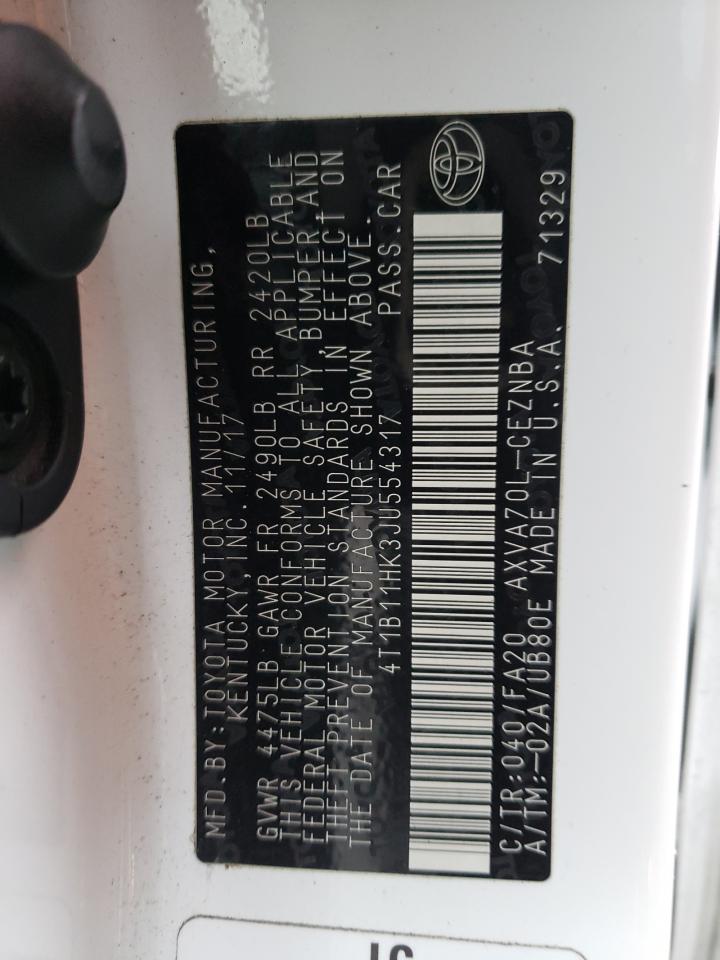 MFD.BY:TOYOTA MOTOR MANUFACTURING,
KENTUCKY,INC.11/17
GVWR 4475LB GAWR FR 2490LB RR 2420LB
THIS VEHICLE CONFORMS TO ALL APPLICABLE
FEDERAL MOTOR VEHICLE SAFETY, BUMPER AND
THEFT PREVENTION STANDARDS IN EFFECT ON
THE DATE OF MANUFACTURE SHOWN ABOVE.
4T1B11HK3JU554317 PASS.CAR
C/TR:040/FA20 AXVA70L-CEZNBA
A/TM:-02A/UB80E MADE IN U.S.A. 71329